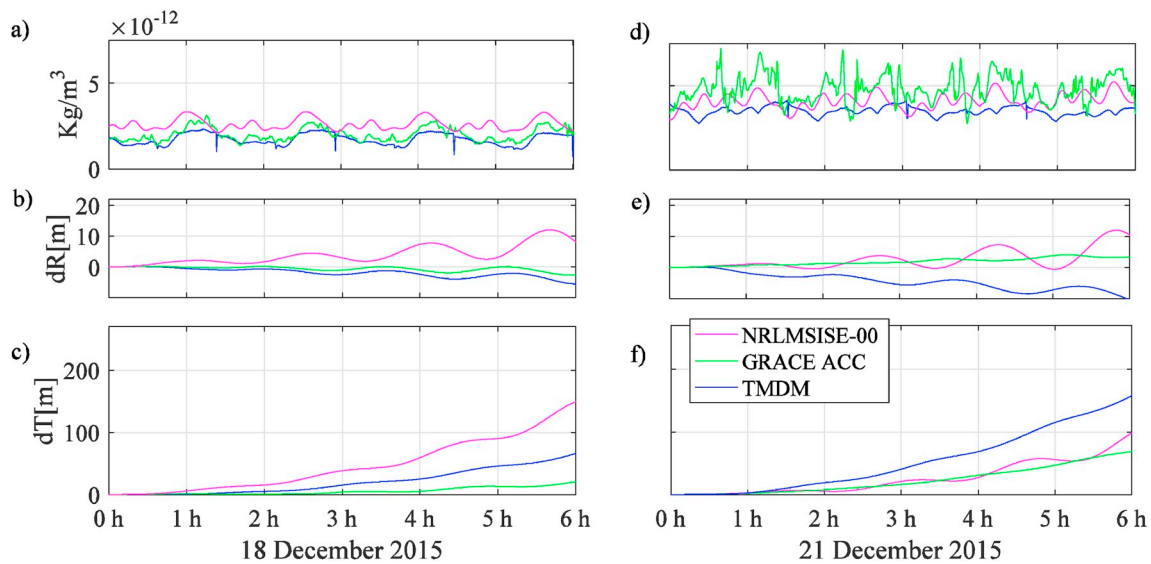 a)
×10^-12
Kg/m^3
5
0
b)
dR[m]
20
10
0
c)
dT[m]
200
100
0
0 h 1 h 2 h 3 h 4 h 5 h 6 h
18 December 2015
d)
e)
f)
NRLMSISE-00
GRACE ACC
TMDM
0 h 1 h 2 h 3 h 4 h 5 h 6 h
21 December 2015